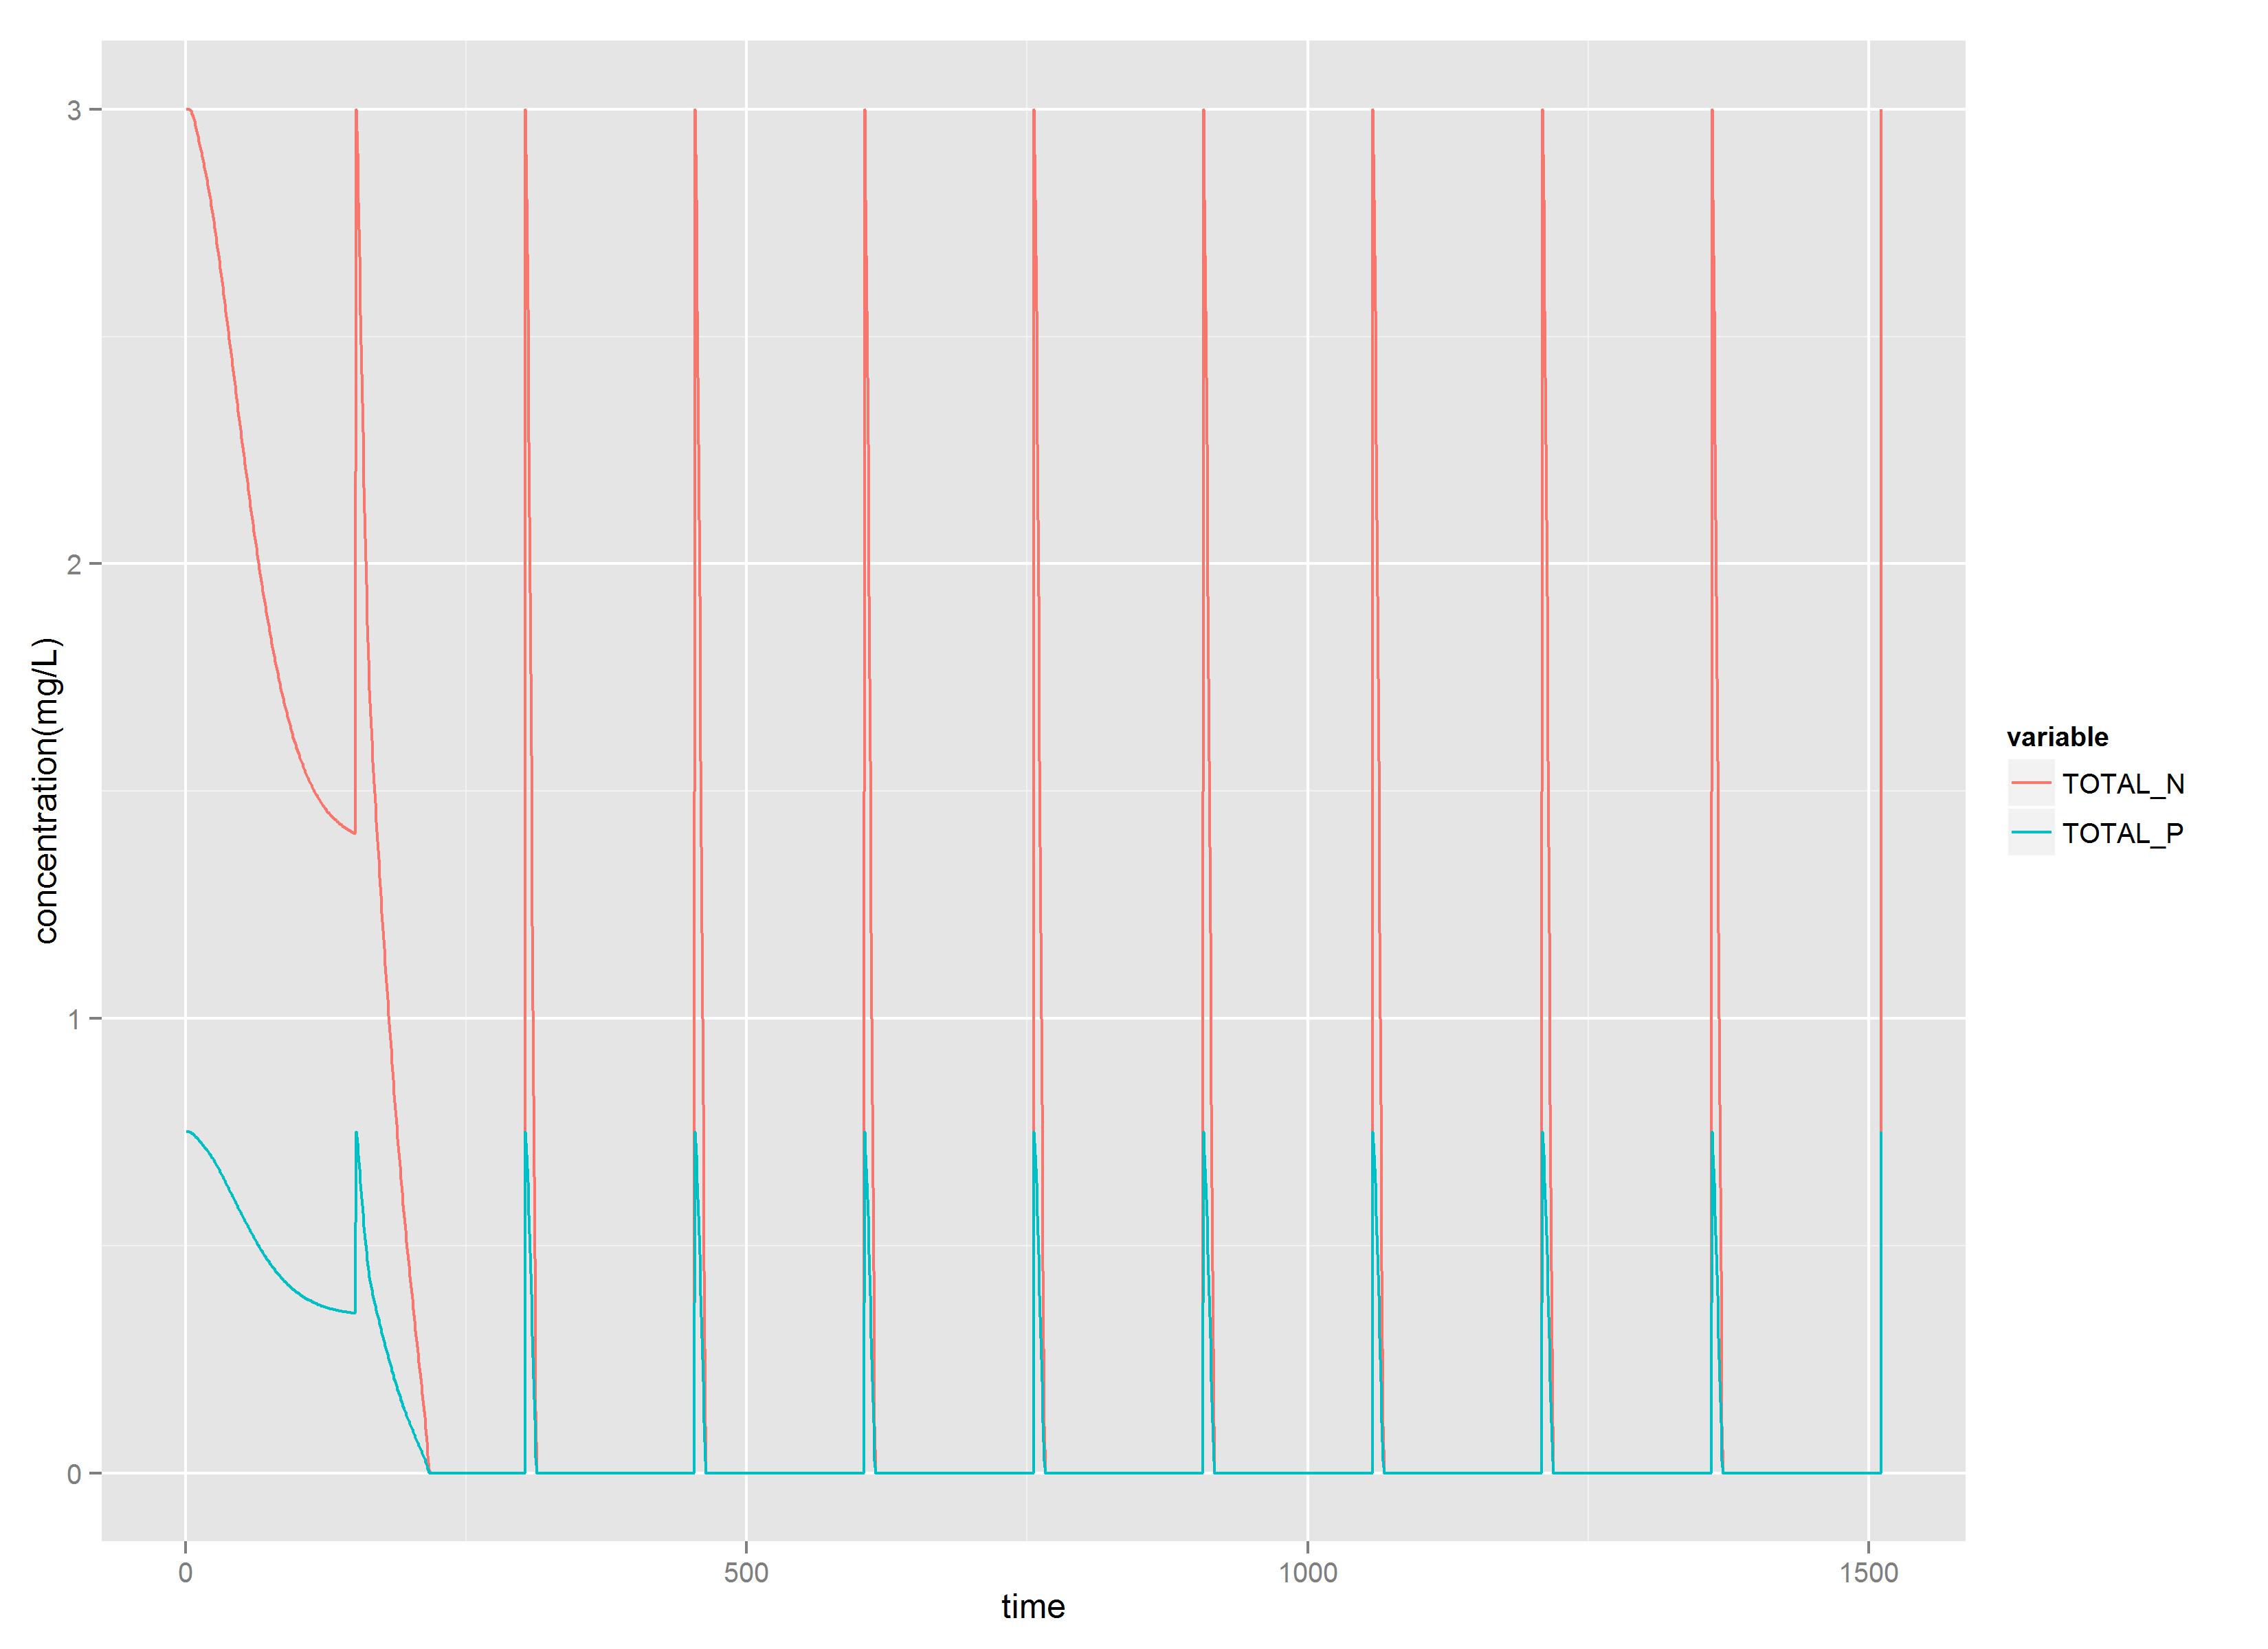 concentration(mg/L)
3
2
1
0
0
500
1000
1500
time
variable
TOTAL_N
TOTAL_P